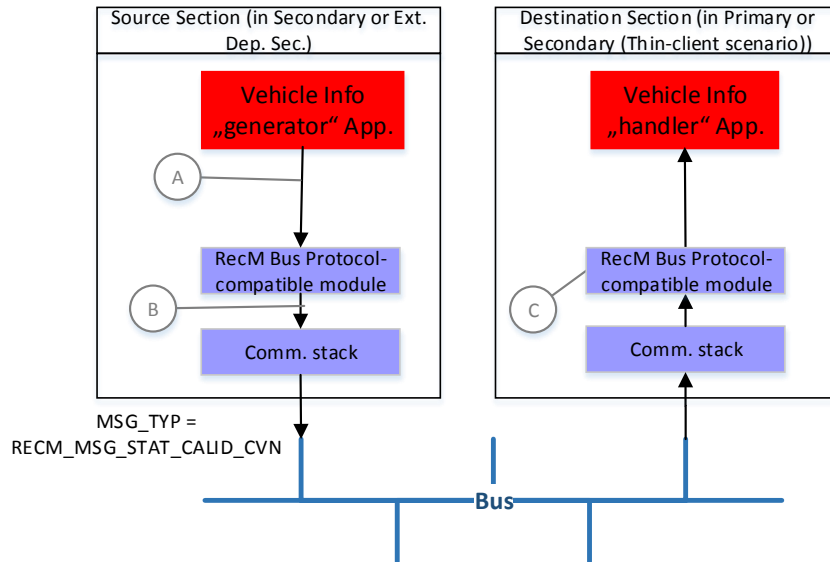 Source Section (in Secondary or Ext.
Dep. Sec.)
Vehicle Info
„generator“ App.
A
RecM Bus Protocol-
compatible module
B
Comm. stack
MSG_TYP =
RECM_MSG_STAT_CALID_CVN
Destination Section (in Primary or
Secondary (Thin-client scenario))
Vehicle Info
„handler“ App.
RecM Bus Protocol-
compatible module
C
Comm. stack
Bus